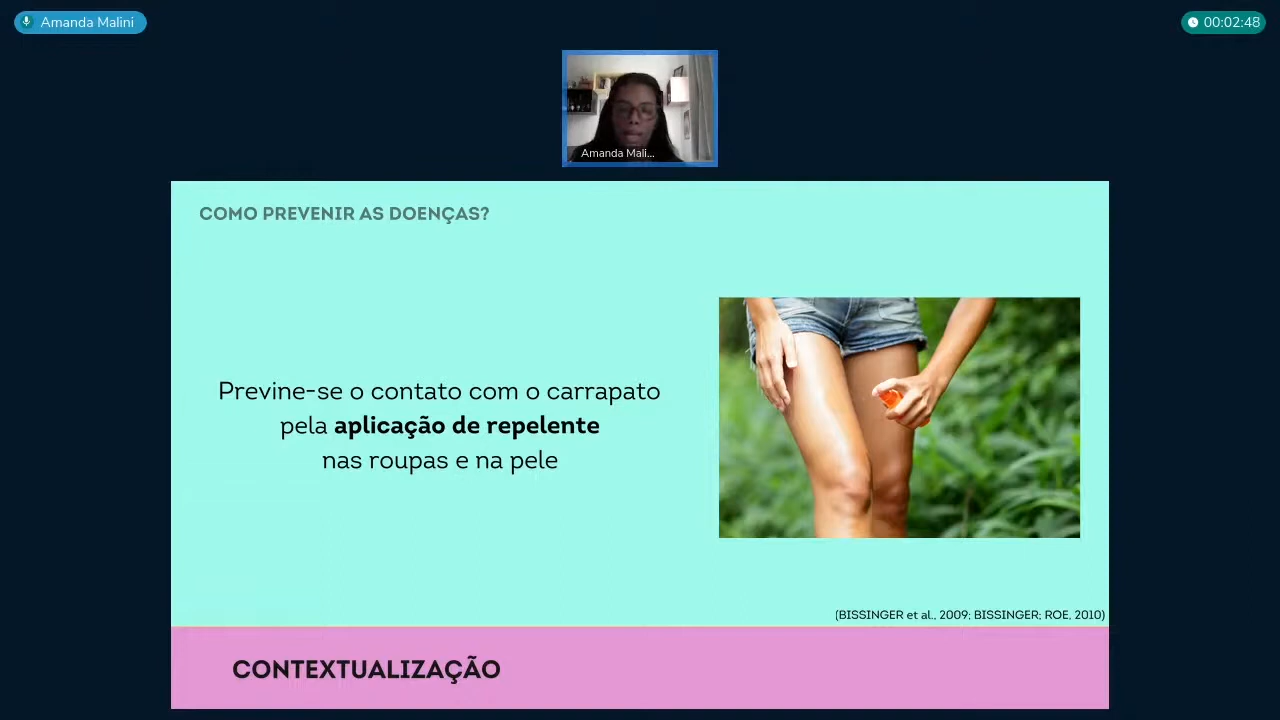 Amanda Malini
00:02:48
Amanda Mali...
COMO PREVENIR AS DOENÇAS?
Previne-se o contato com o carrapato
pela aplicação de repelente
nas roupas e na pele
(BISSINGER et al., 2009; BISSINGER; ROE, 2010)
CONTEXTUALIZAÇÃO